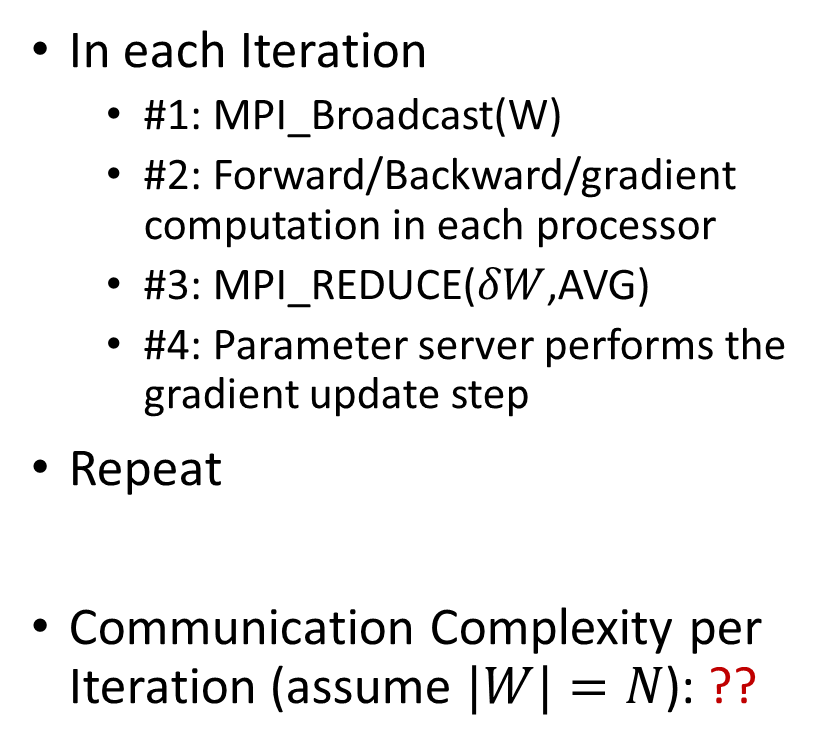 • In each Iteration
• #1: MPI_Broadcast(W)
• #2: Forward/Backward/gradient
computation in each processor
• #3: MPI_REDUCE(𝛿𝑊,AVG)
• #4: Parameter server performs the
gradient update step
• Repeat
• Communication Complexity per
Iteration (assume |𝑊| = 𝑁): ??